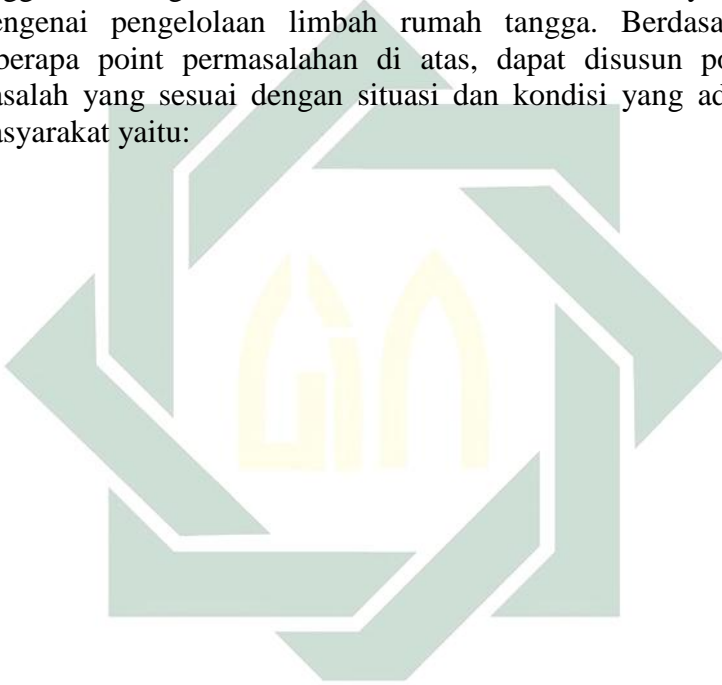 mengenai pengelolaan limbah rumah tangga. Berdasa
berapa point permasalahan di atas, dapat disusun po
asalah yang sesuai dengan situasi dan kondisi yang ad
asyarakat yaitu: